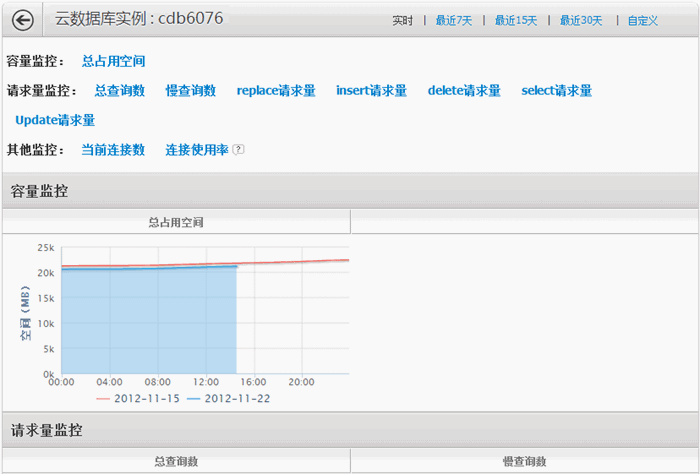 云数据库实例 : cdb6076 实时 | 最近7天 | 最近15天 | 最近30天 | 自定义
容量监控： 总占用空间
请求量监控： 总查询数 慢查询数 replace请求量 insert请求量 delete请求量 select请求量
Update请求量
其他监控： 当前连接数 连接使用率 ?
容量监控
总占用空间
25k
20k
15k
10k
5k
0k
空间（MB）
00:00 04:00 08:00 12:00 16:00 20:00
2012-11-15 2012-11-22
请求量监控
总查询数 慢查询数